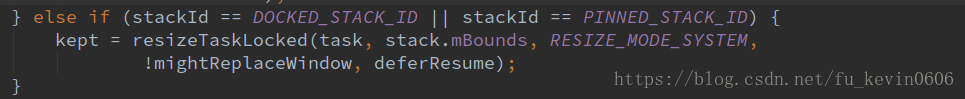 } else if (stackId == DOCKED_STACK_ID || stackId == PINNED_STACK_ID) {
kept = resizeTaskLocked(task, stack.mBounds, RESIZE_MODE_SYSTEM,
!mightReplaceWindow, deferResume);
}
https://blog.csdn.net/fu_kevin0606